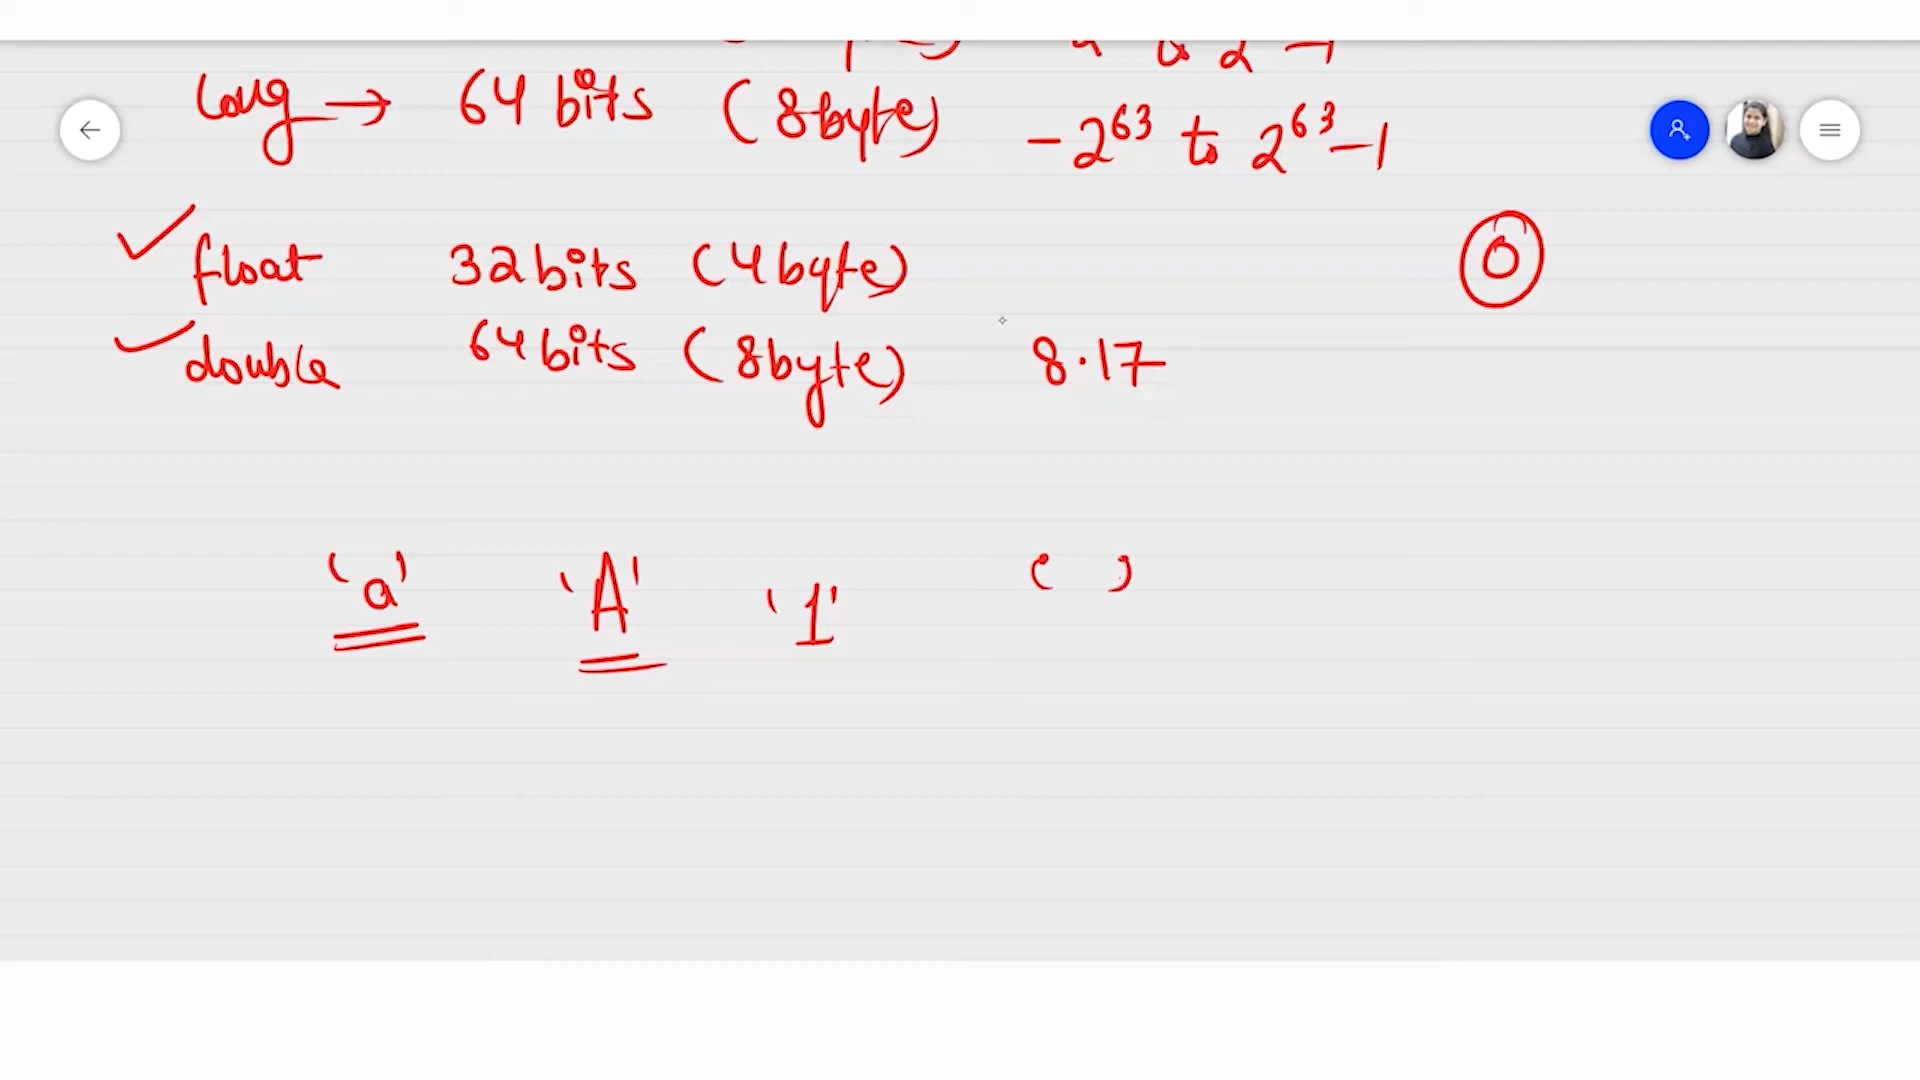 long → 64 bits (8byte) -2^63 to 2^63-1
float 32bits (4byte) 0
double 64bits (8byte) 8.17
'a' 'A' '1' ' '